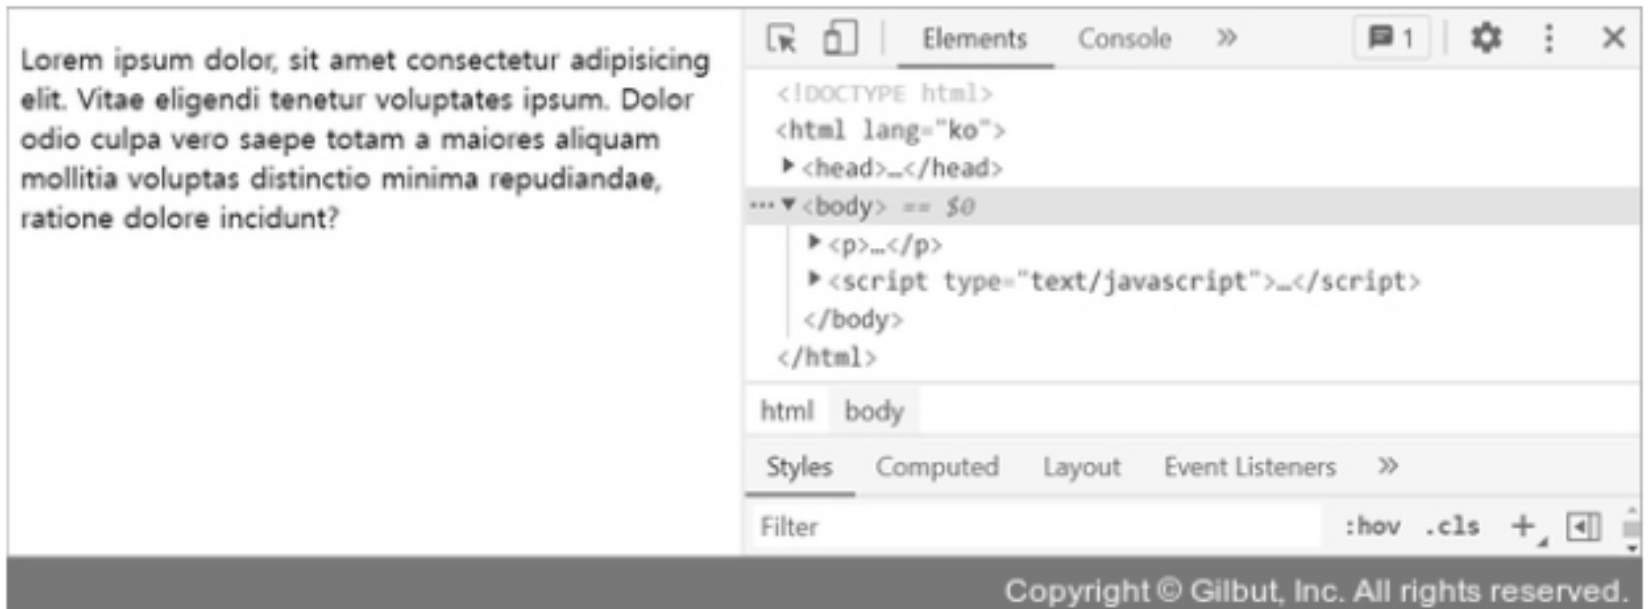 Lorem ipsum dolor, sit amet consectetur adipisicing
elit. Vitae eligendi tenetur voluptates ipsum. Dolor
odio culpa vero saepe totam a maiores aliquam
mollitia voluptas distinctio minima repudiandae,
ratione dolore incidunt?
Elements Console » 1
<!DOCTYPE html>
<html lang="ko">
<head>…</head>
<body> == $0
<p>…</p>
<script type="text/javascript">…</script>
</body>
</html>
html body
Styles Computed Layout Event Listeners »
Filter :hov .cls +
Copyright © Gilbut, Inc. All rights reserved.